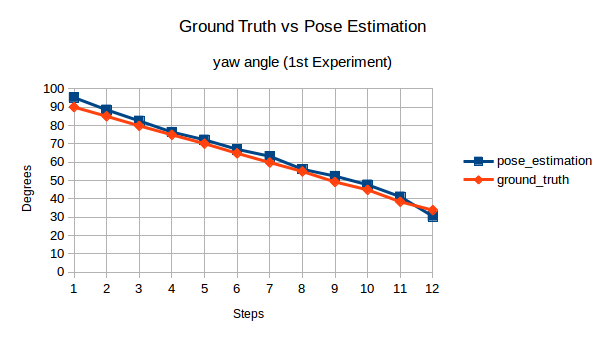 Ground Truth vs Pose Estimation
yaw angle (1st Experiment)
100
90
80
70
60
50
40
30
20
10
0
Degrees
1 2 3 4 5 6 7 8 9 10 11 12
Steps
pose_estimation
ground_truth